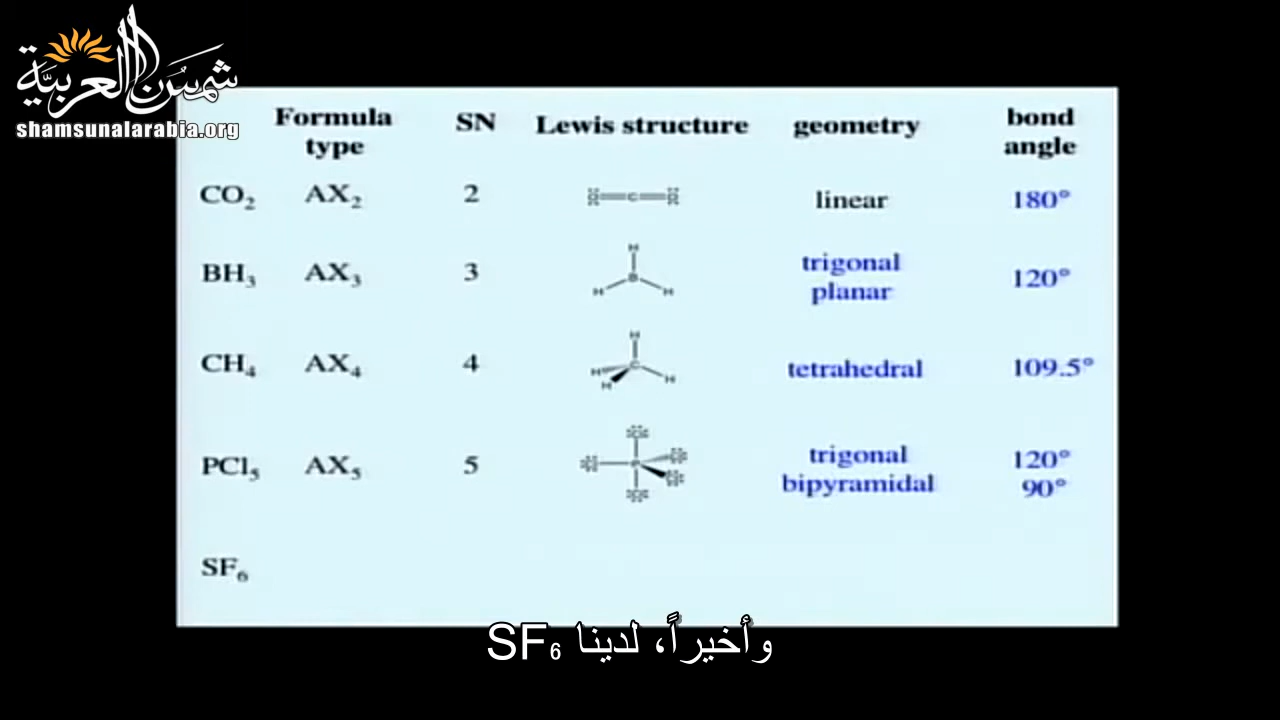 شمس العربية
shamsunalarabia.org
Formula type SN Lewis structure geometry bond angle
CO₂ AX₂ 2 linear 180°
BH₃ AX₃ 3 H B H H trigonal planar 120°
CH₄ AX₄ 4 H C H H H tetrahedral 109.5°
PCl₅ AX₅ 5 trigonal bipyramidal 120° 90°
SF₆
وأخيراً، لدينا SF₆